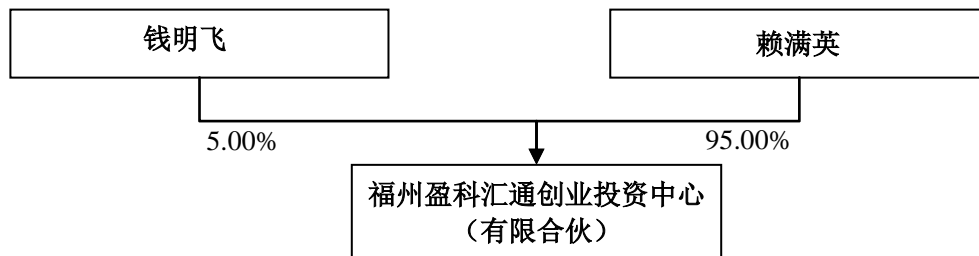 钱明飞
赖满英
5.00%
95.00%
福州盈科汇通创业投资中心
（有限合伙）